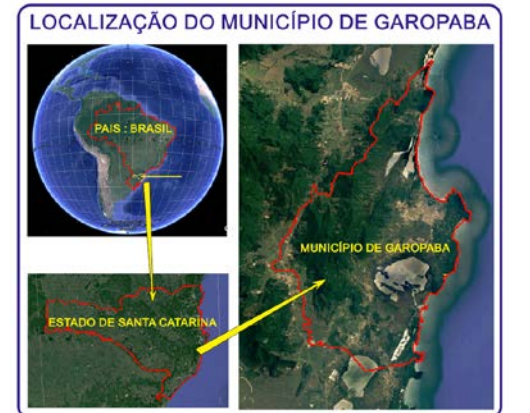 LOCALIZAÇÃO DO MUNICÍPIO DE GAROPABA
PAIS : BRASIL
ESTADO DE SANTA CATARINA
MUNICÍPIO DE GAROPABA